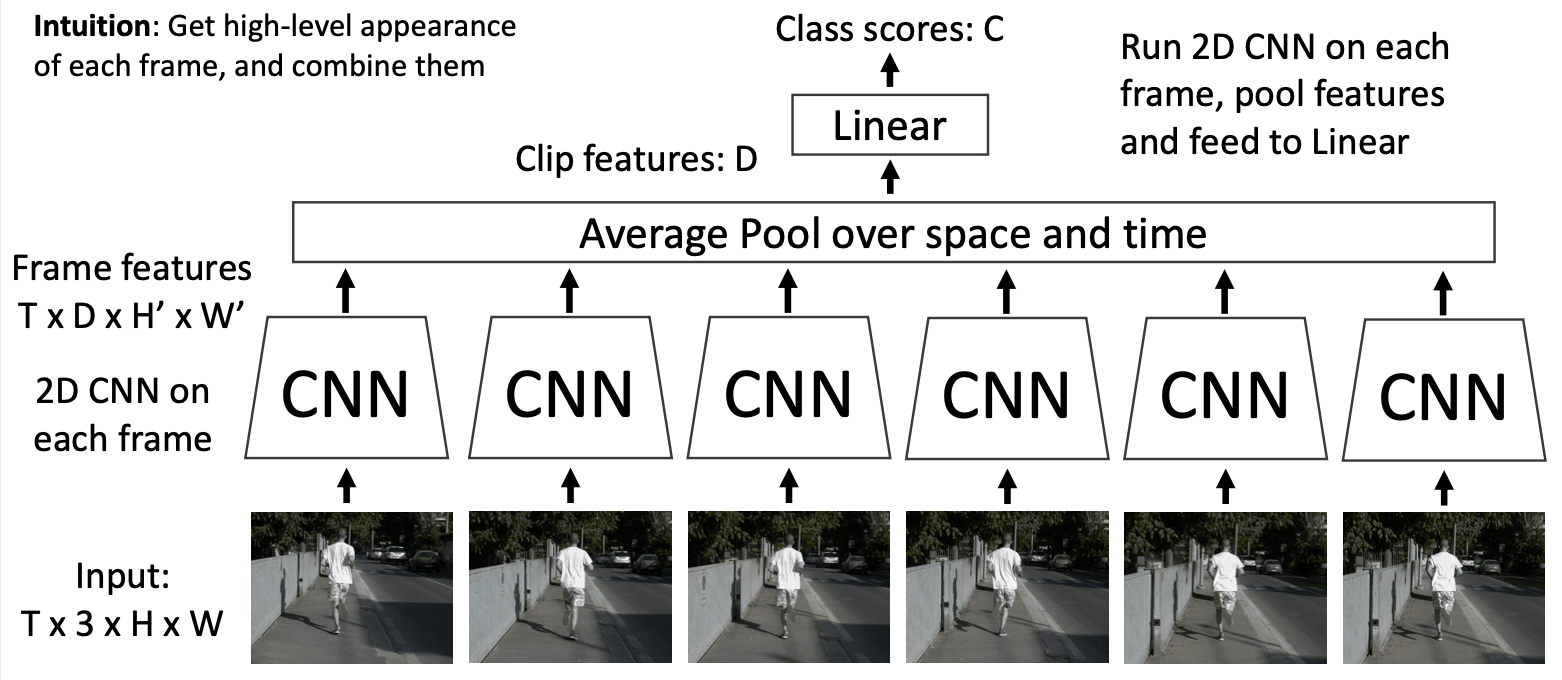 Intuition: Get high-level appearance
of each frame, and combine them
Class scores: C
Run 2D CNN on each
frame, pool features
and feed to Linear
Linear
Clip features: D
Average Pool over space and time
Frame features
T x D x H’ x W’
CNN CNN CNN CNN CNN CNN
2D CNN on
each frame
Input:
T x 3 x H x W